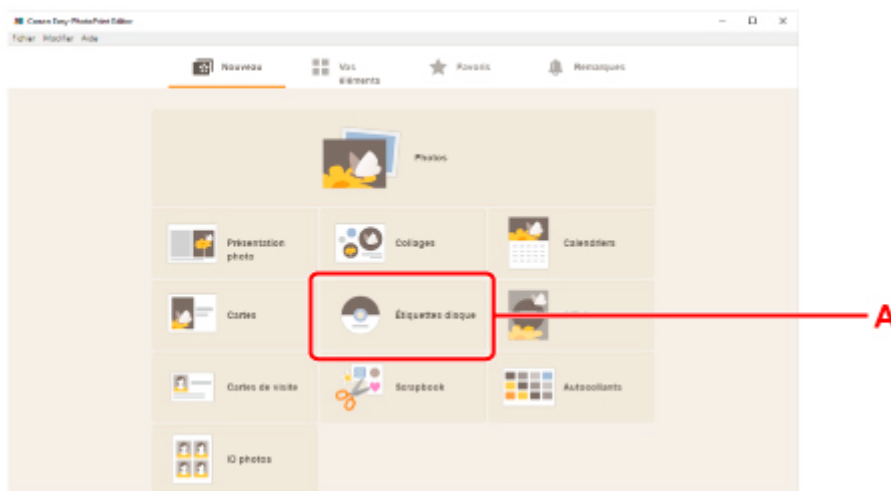 Canon Easy-PhotoPrint Editor
Fichier Modifier Aide
Nouveau
Vos
éléments
Favoris
Remarques
Photos
Présentation
photo
Collages
Calendriers
Cartes
Étiquettes disque
A
Cartes de visite
Scrapbook
Autocollants
ID photos